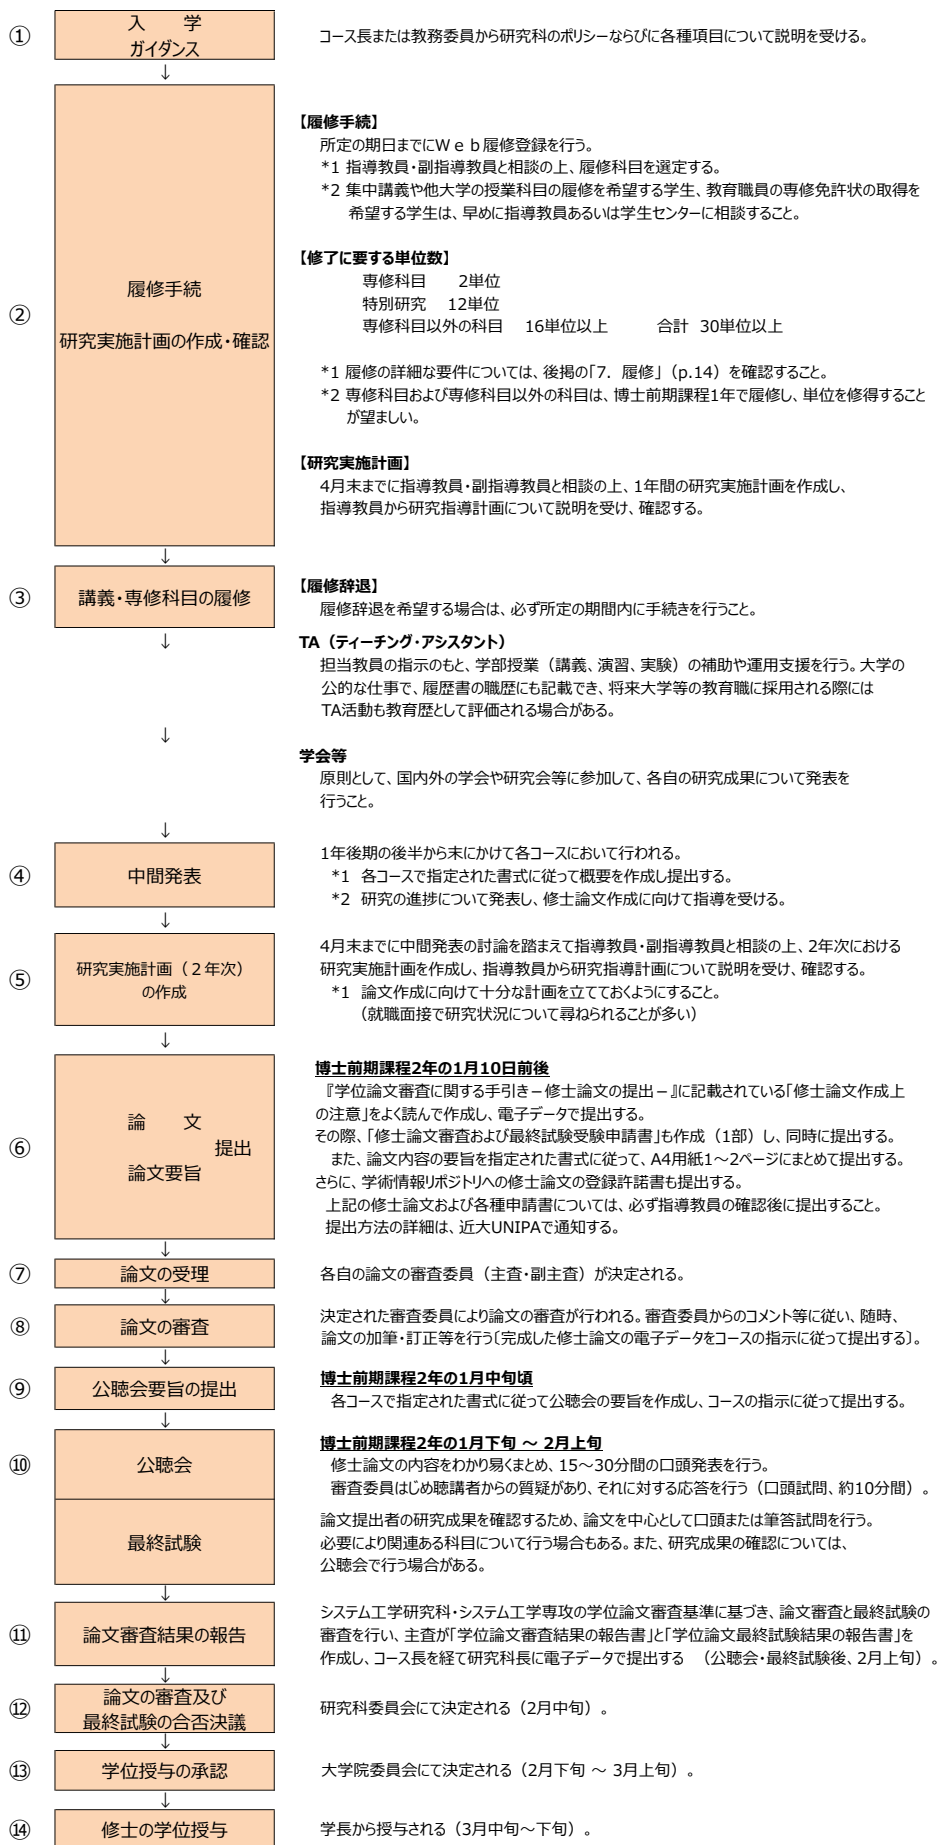 ① 入　学
ガイダンス
コース長または教務委員から研究科のポリシーならびに各種項目について説明を受ける。
↓
② 履修手続
研究実施計画の作成・確認
【履修手続】
所定の期日までにＷｅｂ履修登録を行う。
*1 指導教員・副指導教員と相談の上、履修科目を選定する。
*2 集中講義や他大学の授業科目の履修を希望する学生、教育職員の専修免許状の取得を
希望する学生は、早めに指導教員あるいは学生センターに相談すること。
【修了に要する単位数】
専修科目　2単位
特別研究　12単位
専修科目以外の科目　16単位以上　合計 30単位以上
*1 履修の詳細な要件については、後掲の「7. 履修」（p.14）を確認すること。
*2 専修科目および専修科目以外の科目は、博士前期課程1年で履修し、単位を修得すること
が望ましい。
【研究実施計画】
4月末までに指導教員・副指導教員と相談の上、1年間の研究実施計画を作成し、
指導教員から研究指導計画について説明を受け、確認する。
↓
③ 講義・専修科目の履修
【履修辞退】
履修辞退を希望する場合は、必ず所定の期間内に手続きを行うこと。
↓
TA（ティーチング・アシスタント）
担当教員の指示のもと、学部授業（講義、演習、実験）の補助や運用支援を行う。大学の
公的な仕事で、履歴書の職歴にも記載でき、将来大学等の教育職に採用される際には
TA活動も教育歴として評価される場合がある。
↓
学会等
原則として、国内外の学会や研究会等に参加して、各自の研究成果について発表を
行うこと。
↓
④ 中間発表
1年後期の後半から末にかけて各コースにおいて行われる。
*1 各コースで指定された書式に従って概要を作成し提出する。
*2 研究の進捗について発表し、修士論文作成に向けて指導を受ける。
↓
⑤ 研究実施計画（２年次）
の作成
4月末までに中間発表の討論を踏まえて指導教員・副指導教員と相談の上、2年次における
研究実施計画を作成し、指導教員から研究指導計画について説明を受け、確認する。
*1 論文作成に向けて十分な計画を立てておくようにすること。
（就職面接で研究状況について尋ねられることが多い）
↓
⑥ 論　文
提出
論文要旨
博士前期課程2年の1月10日前後
『学位論文審査に関する手引き－修士論文の提出－』に記載されている「修士論文作成上
の注意」をよく読んで作成し、電子データで提出する。
その際、「修士論文審査および最終試験受験申請書」も作成（1部）し、同時に提出する。
また、論文内容の要旨を指定された書式に従って、A4用紙1～2ページにまとめて提出する。
さらに、学術情報リポジトリへの修士論文の登録許諾書も提出する。
上記の修士論文および各種申請書については、必ず指導教員の確認後に提出すること。
提出方法の詳細は、近大UNIPAで通知する。
↓
⑦ 論文の受理
各自の論文の審査委員（主査・副主査）が決定される。
↓
⑧ 論文の審査
決定された審査委員により論文の審査が行われる。審査委員からのコメント等に従い、随時、
論文の加筆・訂正等を行う〔完成した修士論文の電子データをコースの指示に従って提出する〕。
↓
⑨ 公聴会要旨の提出
博士前期課程2年の1月中旬頃
各コースで指定された書式に従って公聴会の要旨を作成し、コースの指示に従って提出する。
↓
⑩ 公聴会
博士前期課程2年の1月下旬 ～ 2月上旬
修士論文の内容をわかり易くまとめ、15～30分間の口頭発表を行う。
審査委員はじめ聴講者からの質疑があり、それに対する応答を行う（口頭試問、約10分間）。
最終試験
論文提出者の研究成果を確認するため、論文を中心として口頭または筆答試問を行う。
必要により関連ある科目について行う場合もある。また、研究成果の確認については、
公聴会で行う場合がある。
↓
⑪ 論文審査結果の報告
システム工学研究科・システム工学専攻の学位論文審査基準に基づき、論文審査と最終試験の
審査を行い、主査が「学位論文審査結果の報告書」と「学位論文最終試験結果の報告書」を
作成し、コース長を経て研究科長に電子データで提出する　（公聴会・最終試験後、2月上旬）。
↓
⑫ 論文の審査及び
最終試験の合否決議
研究科委員会にて決定される（2月中旬）。
↓
⑬ 学位授与の承認
大学院委員会にて決定される（2月下旬 ～ 3月上旬）。
↓
⑭ 修士の学位授与
学長から授与される（3月中旬～下旬）。